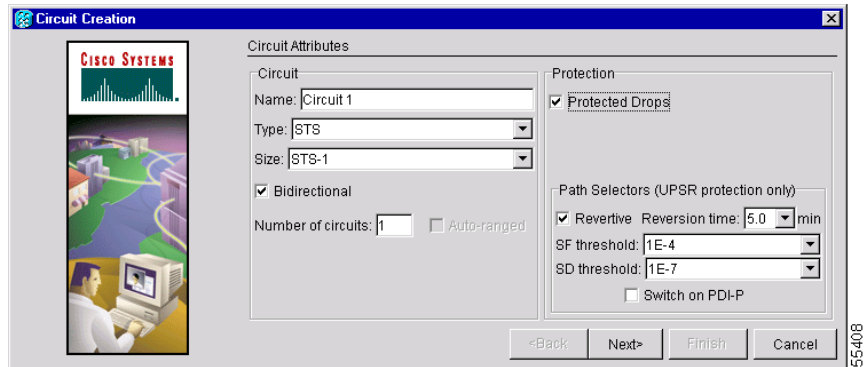 Circuit Creation
CISCO SYSTEMS
Circuit Attributes
Circuit
Name: Circuit 1
Type: STS
Size: STS-1
Bidirectional
Number of circuits: 1 Auto-ranged
Protection
Protected Drops
Path Selectors (UPSR protection only)
Revertive Reversion time: 5.0 min
SF threshold: 1E-4
SD threshold: 1E-7
Switch on PDI-P
<Back Next> Finish Cancel
55408